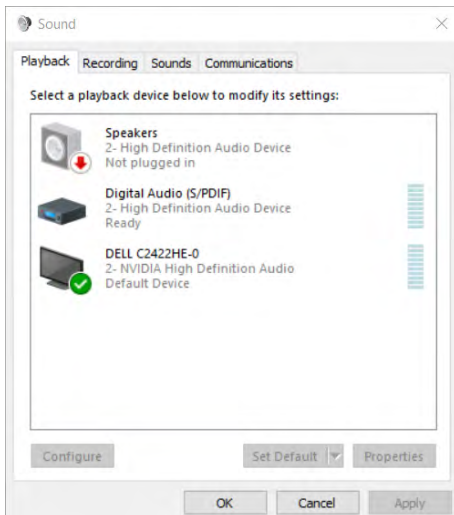 Sound
Playback Recording Sounds Communications
Select a playback device below to modify its settings:
Speakers
2- High Definition Audio Device
Not plugged in
Digital Audio (S/PDIF)
2- High Definition Audio Device
Ready
DELL C2422HE-0
2- NVIDIA High Definition Audio
Default Device
Configure Set Default Properties
OK Cancel Apply